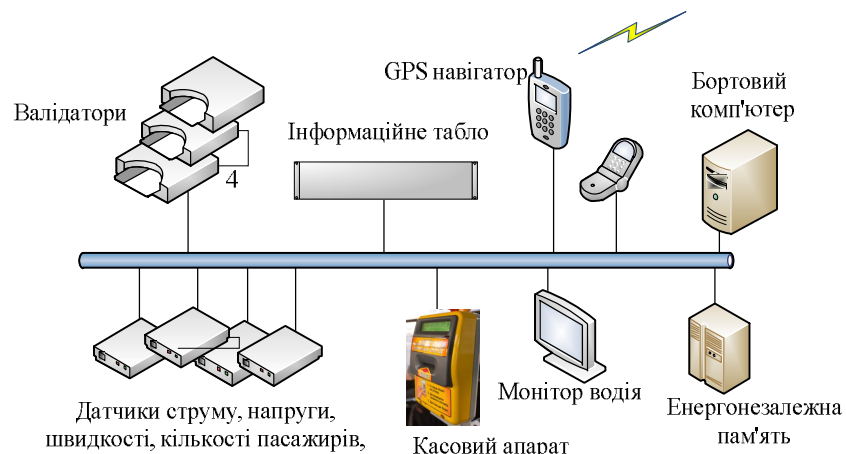 GPS навігатор
Бортовий
комп'ютер
Валідатори
Інформаційне табло
4
Датчики струму, напруги,
швидкості, кількості пасажирів,
Касовий апарат
Монітор водія
Енергонезалежна
пам'ять